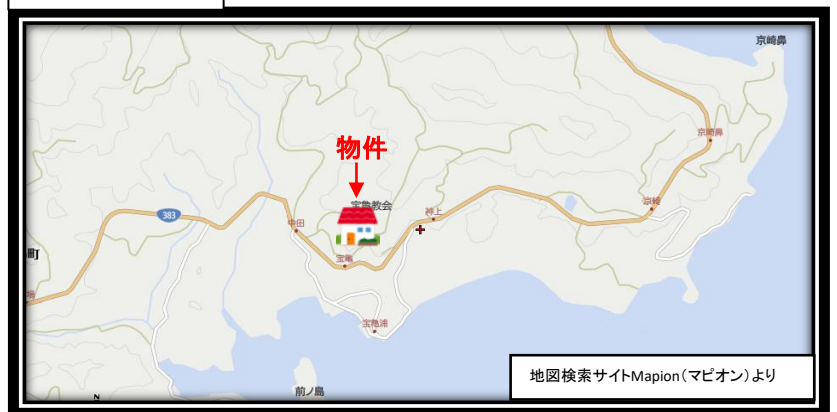 京崎鼻
京崎鼻
物件
宝亀教会
神上
京崎
383
中田
町
宝亀
宝亀浦
地図検索サイトMapion(マピオン)より
前ノ島